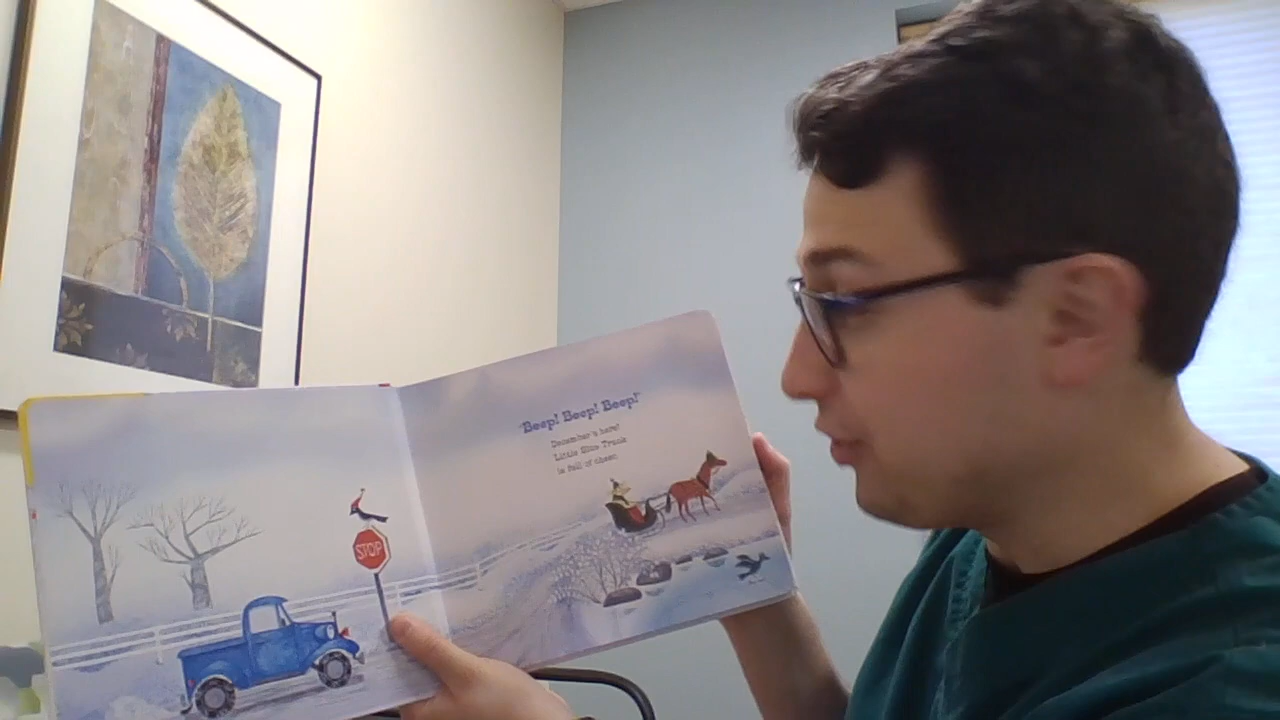 STOP
"Beep! Beep! Beep!"
December's here!
Little Blue Truck
is full of cheer.